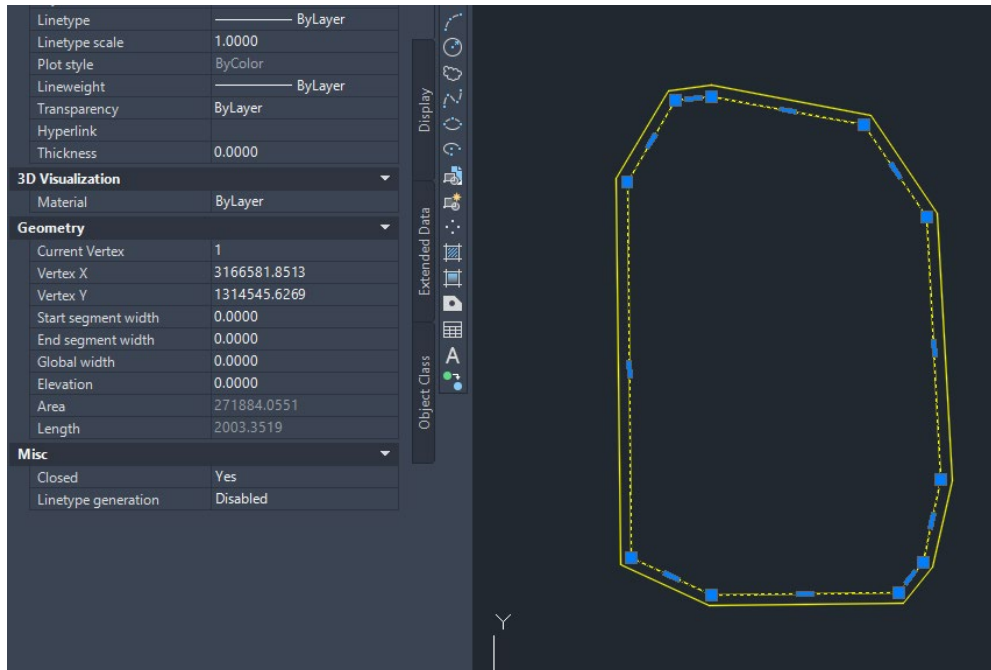 Linetype ByLayer
Linetype scale 1.0000
Plot style ByColor
Lineweight ByLayer
Transparency ByLayer
Hyperlink
Thickness 0.0000
3D Visualization
Material ByLayer
Geometry
Current Vertex 1
Vertex X 3166581.8513
Vertex Y 1314545.6269
Start segment width 0.0000
End segment width 0.0000
Global width 0.0000
Elevation 0.0000
Area 271884.0551
Length 2003.3519
Misc
Closed Yes
Linetype generation Disabled
Display
Extended Data
Object Class
A
Y